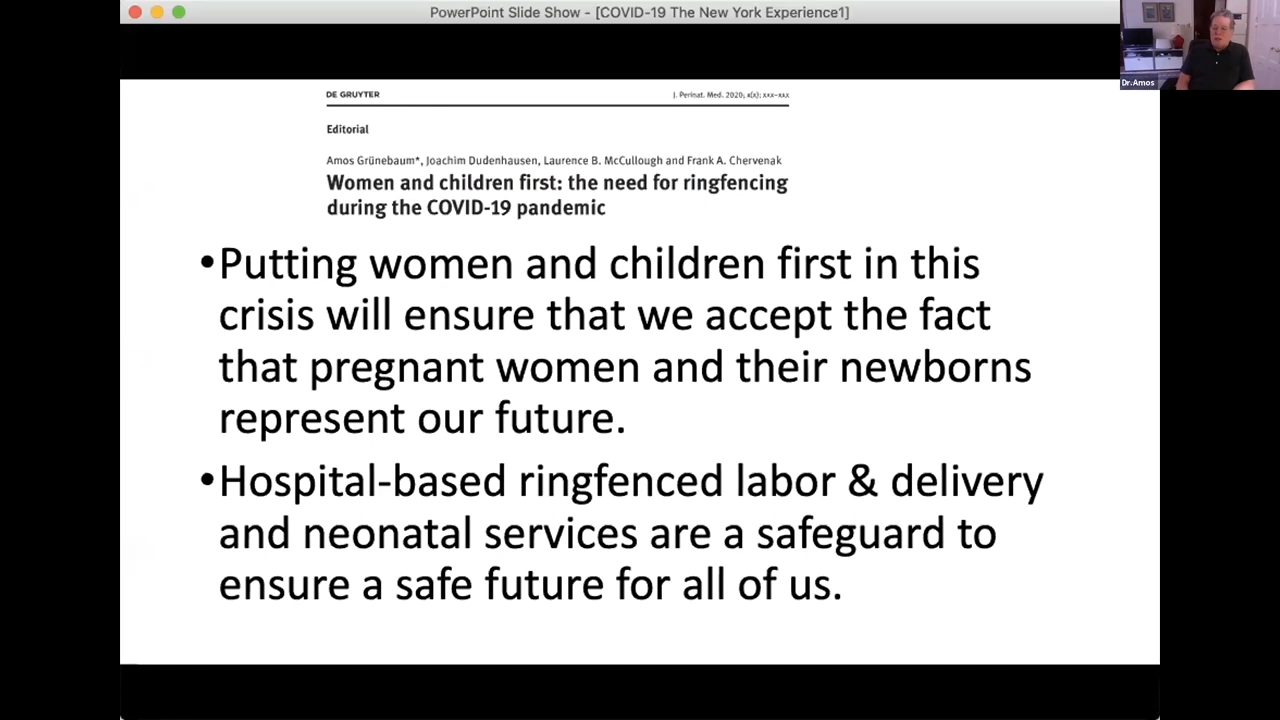 PowerPoint Slide Show - [COVID-19 The New York Experience1]
Dr.Amos
DE GRUYTER
J. Perinat. Med. 2020; x(x): xxx–xxx
Editorial
Amos Grünebaum*, Joachim Dudenhausen, Laurence B. McCullough and Frank A. Chervenak
Women and children first: the need for ringfencing
during the COVID-19 pandemic
•Putting women and children first in this
crisis will ensure that we accept the fact
that pregnant women and their newborns
represent our future.
•Hospital-based ringfenced labor & delivery
and neonatal services are a safeguard to
ensure a safe future for all of us.